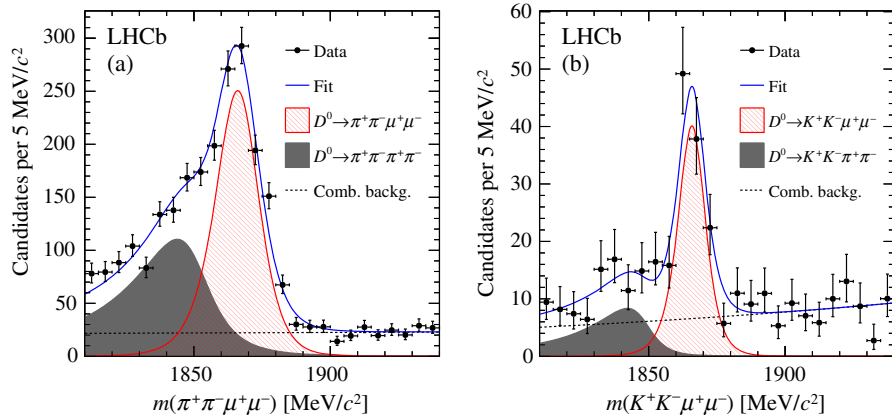 LHCb
(a)
Data
Fit
D⁰→π⁺π⁻μ⁺μ⁻
D⁰→π⁺π⁻π⁺π⁻
Comb. backg.
Candidates per 5 MeV/c²
0
50
100
150
200
250
300
1850
1900
m(π⁺π⁻μ⁺μ⁻) [MeV/c²]
LHCb
(b)
Data
Fit
D⁰→K⁺K⁻μ⁺μ⁻
D⁰→K⁺K⁻π⁺π⁻
Comb. backg.
Candidates per 5 MeV/c²
0
10
20
30
40
50
60
1850
1900
m(K⁺K⁻μ⁺μ⁻) [MeV/c²]